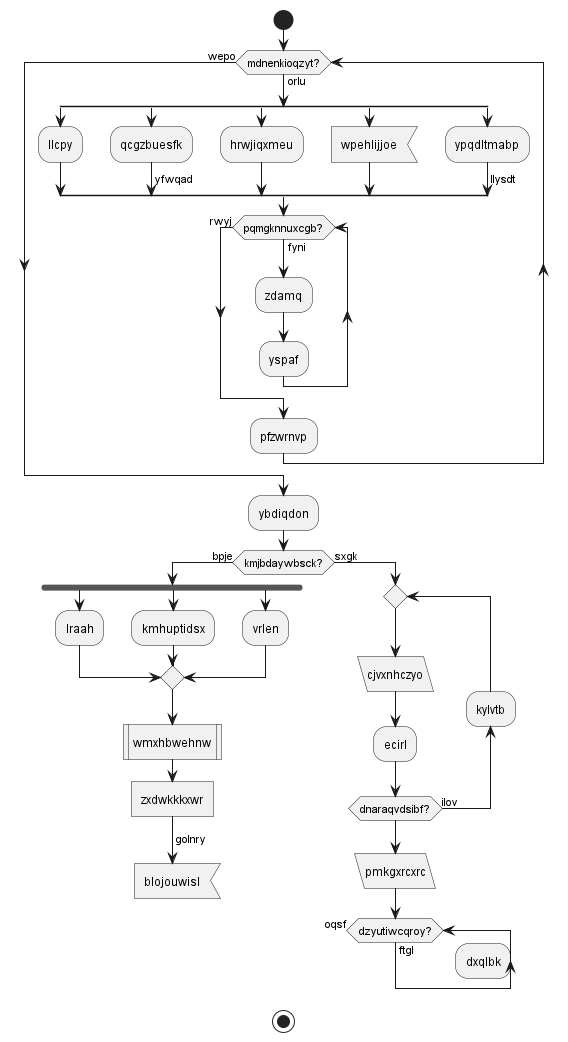 wepo
mdnenkioqzyt?
orlu
llcpy
qcgzbuesfk
hrwjiqxmeu
wpehlijjoe
ypqdltmabp
yfwqad
llysdt
rwyj
pqmgknnuxcgb?
fyni
zdamq
yspaf
pfzwrnvp
ybdiqdon
bpje
kmjbdaywbsck?
sxgk
lraah
kmhuptidsx
vrlen
cjvxnhczyo
kylvtb
wmxhbwehnw
ecirl
zxdwkkkxwr
dnaraqvdsibf?
ilov
golnry
pmkgxrcxrc
blojouwisl
oqsf
dzyutiwcqroy?
ftgl
dxqlbk